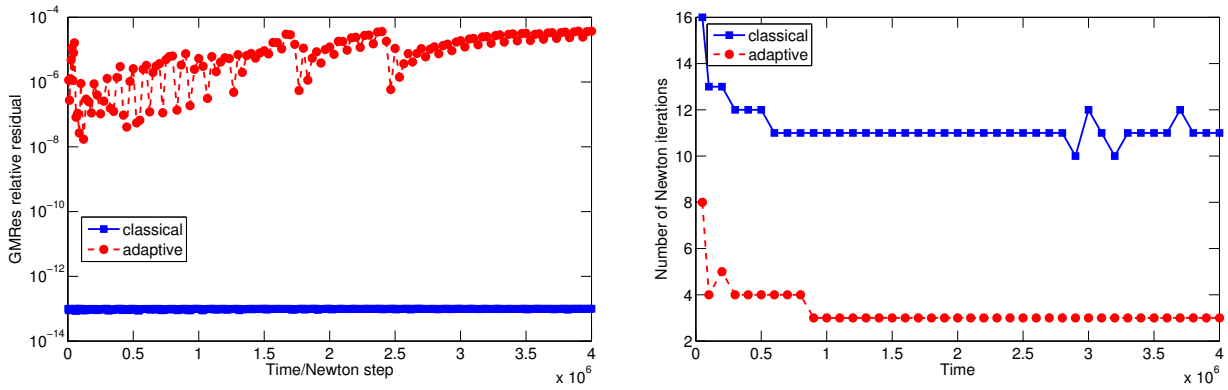 10^-4
10^-6
10^-8
10^-10
10^-12
10^-14
GMRes relative residual
classical
adaptive
0 0.5 1 1.5 2 2.5 3 3.5 4
Time/Newton step
x 10^6
16
14
12
10
8
6
4
2
Number of Newton iterations
classical
adaptive
0 0.5 1 1.5 2 2.5 3 3.5 4
Time
x 10^6